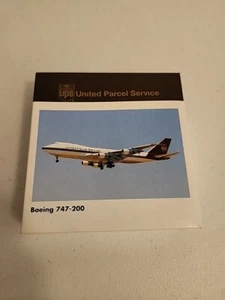 ups United Parcel Service
Boeing 747-200